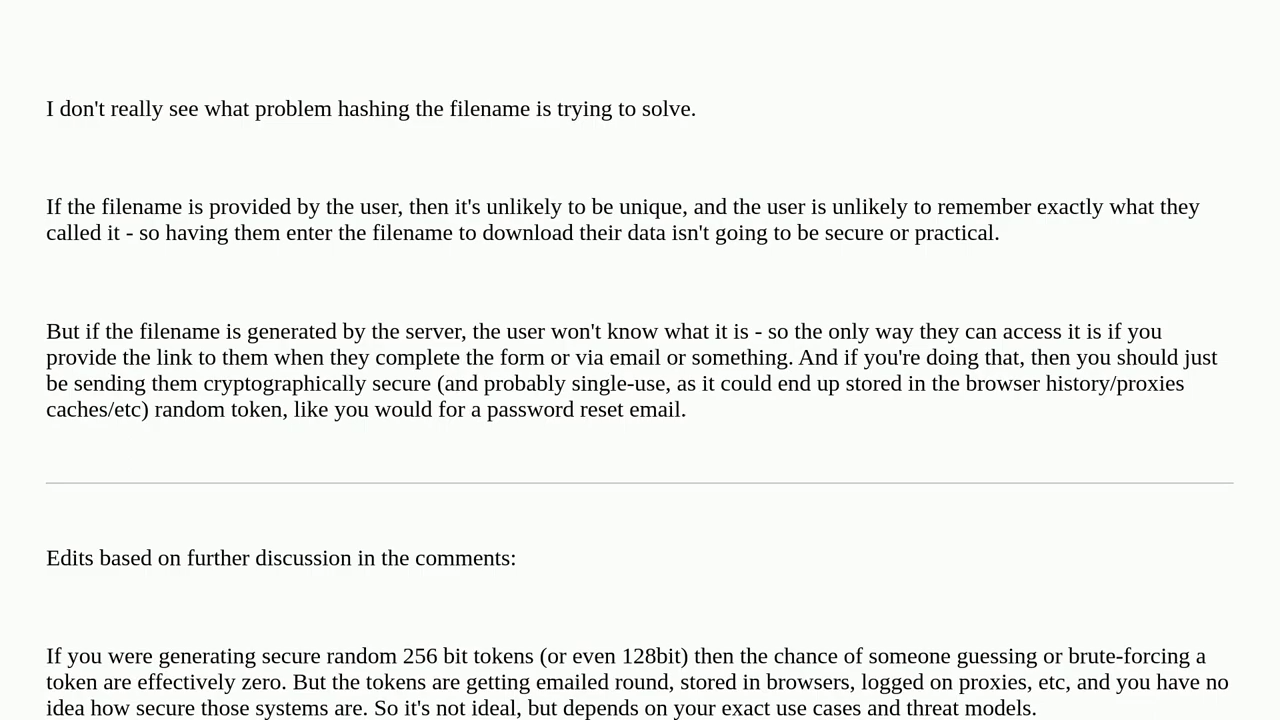 I don't really see what problem hashing the filename is trying to solve.
If the filename is provided by the user, then it's unlikely to be unique, and the user is unlikely to remember exactly what they
called it - so having them enter the filename to download their data isn't going to be secure or practical.
But if the filename is generated by the server, the user won't know what it is - so the only way they can access it is if you
provide the link to them when they complete the form or via email or something. And if you're doing that, then you should just
be sending them cryptographically secure (and probably single-use, as it could end up stored in the browser history/proxies
caches/etc) random token, like you would for a password reset email.
Edits based on further discussion in the comments:
If you were generating secure random 256 bit tokens (or even 128bit) then the chance of someone guessing or brute-forcing a
token are effectively zero. But the tokens are getting emailed round, stored in browsers, logged on proxies, etc, and you have no
idea how secure those systems are. So it's not ideal, but depends on your exact use cases and threat models.